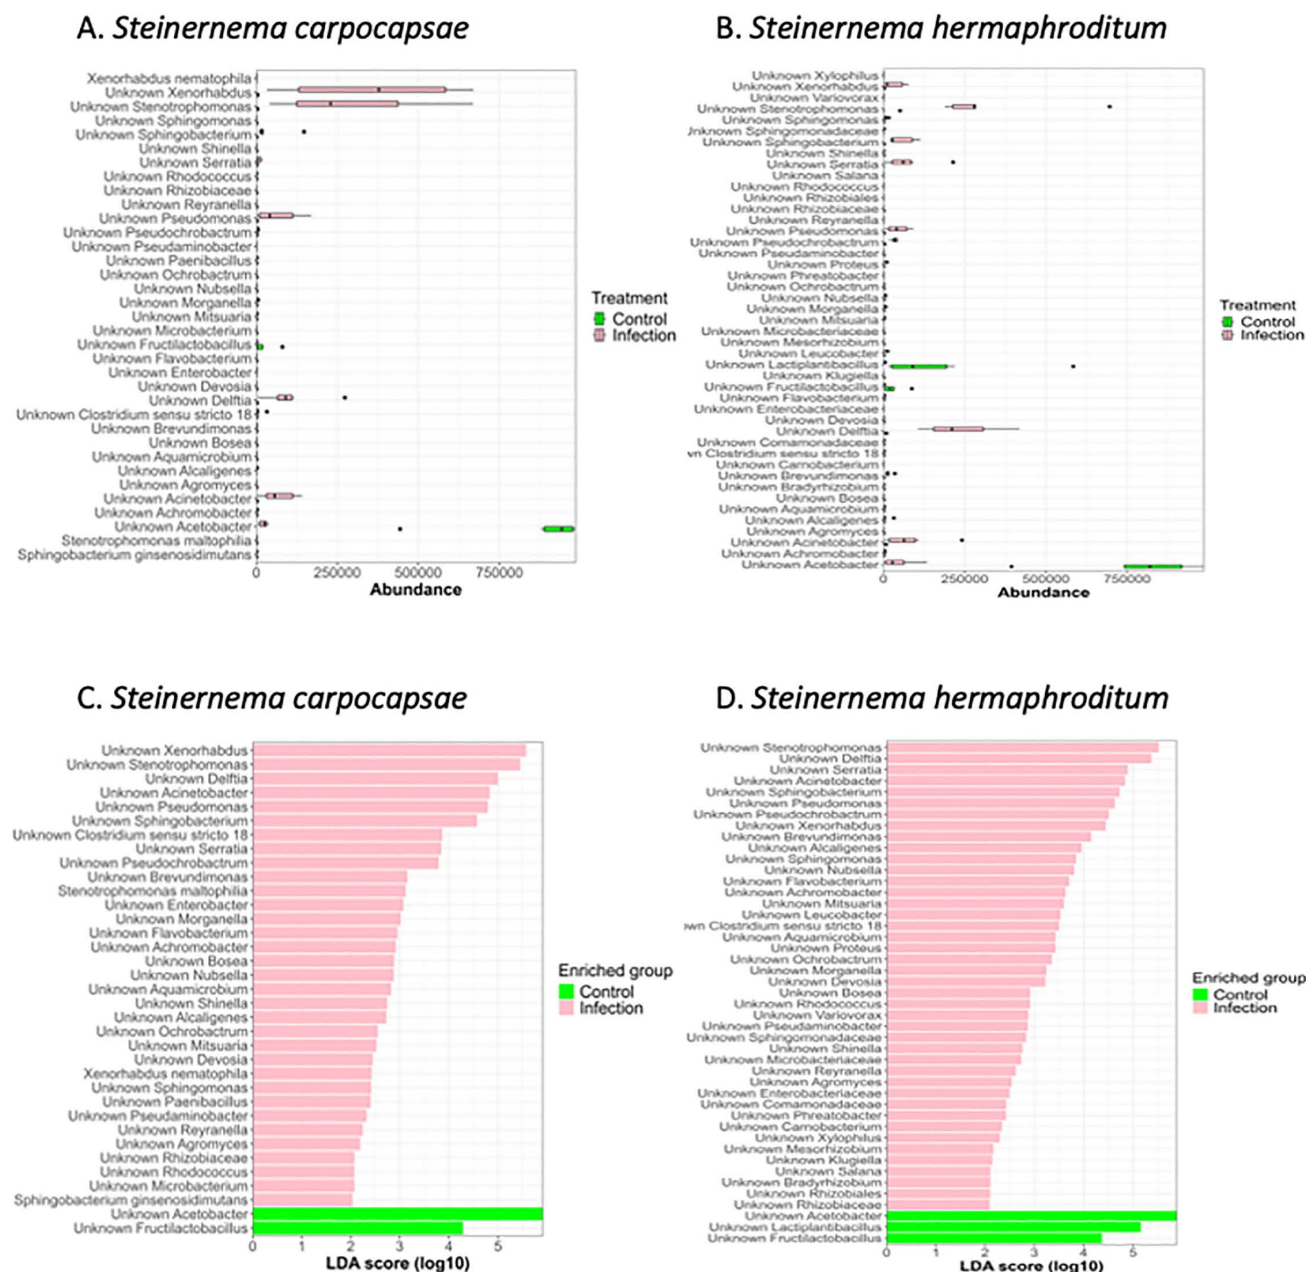 A. Steinernema carpocapsae
Xenorhabdus nematophila
Unknown Xenorhabdus
Unknown Stenotrophomonas
Unknown Sphingomonas
Unknown Sphingobacterium
Unknown Shinella
Unknown Serratia
Unknown Rhodococcus
Unknown Rhizobiaceae
Unknown Reyranella
Unknown Pseudomonas
Unknown Pseudochrobactrum
Unknown Pseudaminobacter
Unknown Paenibacillus
Unknown Ochrobactrum
Unknown Nubsella
Unknown Morganella
Unknown Mitsuaria
Unknown Microbacterium
Unknown Fructilactobacillus
Unknown Flavobacterium
Unknown Enterobacter
Unknown Devosia
Unknown Delftia
Unknown Clostridium sensu stricto 18
Unknown Brevundimonas
Unknown Bosea
Unknown Aquamicrobium
Unknown Alcaligenes
Unknown Agromyces
Unknown Acinetobacter
Unknown Achromobacter
Unknown Acetobacter
Stenotrophomonas maltophilia
Sphingobacterium ginsenosidimutans
0 250000 500000 750000
Abundance
Treatment
Control
Infection
B. Steinernema hermaphroditum
Unknown Xylophilus
Unknown Xenorhabdus
Unknown Variovorax
Unknown Stenotrophomonas
Unknown Sphingomonas
Jnknown Sphingomonadaceae
Unknown Sphingobacterium
Unknown Shinella
Unknown Serratia
Unknown Salana
Unknown Rhodococcus
Unknown Rhizobiales
Unknown Rhizobiaceae
Unknown Reyranella
Unknown Pseudomonas
Unknown Pseudochrobactrum
Unknown Pseudaminobacter
Unknown Proteus
Unknown Phreatobacter
Unknown Ochrobactrum
Unknown Nubsella
Unknown Morganella
Unknown Mitsuaria
Unknown Microbacteriaceae
Unknown Mesorhizobium
Unknown Leucobacter
Unknown Lactiplantibacillus
Unknown Klugiella
Unknown Fructilactobacillus
Unknown Flavobacterium
Unknown Enterobacteriaceae
Unknown Devosia
Unknown Delftia
Unknown Comamonadaceae
vn Clostridium sensu stricto 18
Unknown Carnobacterium
Unknown Brevundimonas
Unknown Bradyrhizobium
Unknown Bosea
Unknown Aquamicrobium
Unknown Alcaligenes
Unknown Agromyces
Unknown Acinetobacter
Unknown Achromobacter
Unknown Acetobacter
0 250000 500000 750000
Abundance
Treatment
Control
Infection
C. Steinernema carpocapsae
Unknown Xenorhabdus
Unknown Stenotrophomonas
Unknown Delftia
Unknown Acinetobacter
Unknown Pseudomonas
Unknown Sphingobacterium
Unknown Clostridium sensu stricto 18
Unknown Serratia
Unknown Pseudochrobactrum
Unknown Brevundimonas
Stenotrophomonas maltophilia
Unknown Enterobacter
Unknown Morganella
Unknown Flavobacterium
Unknown Achromobacter
Unknown Bosea
Unknown Nubsella
Unknown Aquamicrobium
Unknown Shinella
Unknown Alcaligenes
Unknown Ochrobactrum
Unknown Mitsuaria
Unknown Devosia
Xenorhabdus nematophila
Unknown Sphingomonas
Unknown Paenibacillus
Unknown Pseudaminobacter
Unknown Reyranella
Unknown Agromyces
Unknown Rhizobiaceae
Unknown Rhodococcus
Unknown Microbacterium
Sphingobacterium ginsenosidimutans
Unknown Acetobacter
Unknown Fructilactobacillus
0 1 2 3 4 5
LDA score (log10)
Enriched group
Control
Infection
D. Steinernema hermaphroditum
Unknown Stenotrophomonas
Unknown Delftia
Unknown Serratia
Unknown Acinetobacter
Unknown Sphingobacterium
Unknown Pseudomonas
Unknown Pseudochrobactrum
Unknown Xenorhabdus
Unknown Brevundimonas
Unknown Alcaligenes
Unknown Sphingomonas
Unknown Nubsella
Unknown Flavobacterium
Unknown Achromobacter
Unknown Mitsuaria
Unknown Leucobacter
wn Clostridium sensu stricto 18
Unknown Aquamicrobium
Unknown Proteus
Unknown Ochrobactrum
Unknown Morganella
Unknown Devosia
Unknown Bosea
Unknown Rhodococcus
Unknown Variovorax
Unknown Pseudaminobacter
Unknown Sphingomonadaceae
Unknown Shinella
Unknown Microbacteriaceae
Unknown Reyranella
Unknown Agromyces
Unknown Enterobacteriaceae
Unknown Comamonadaceae
Unknown Phreatobacter
Unknown Carnobacterium
Unknown Xylophilus
Unknown Mesorhizobium
Unknown Klugiella
Unknown Salana
Unknown Bradyrhizobium
Unknown Rhizobiales
Unknown Rhizobiaceae
Unknown Acetobacter
Unknown Lactiplantibacillus
Unknown Fructilactobacillus
0 1 2 3 4 5
LDA score (log10)
Enriched group
Control
Infection